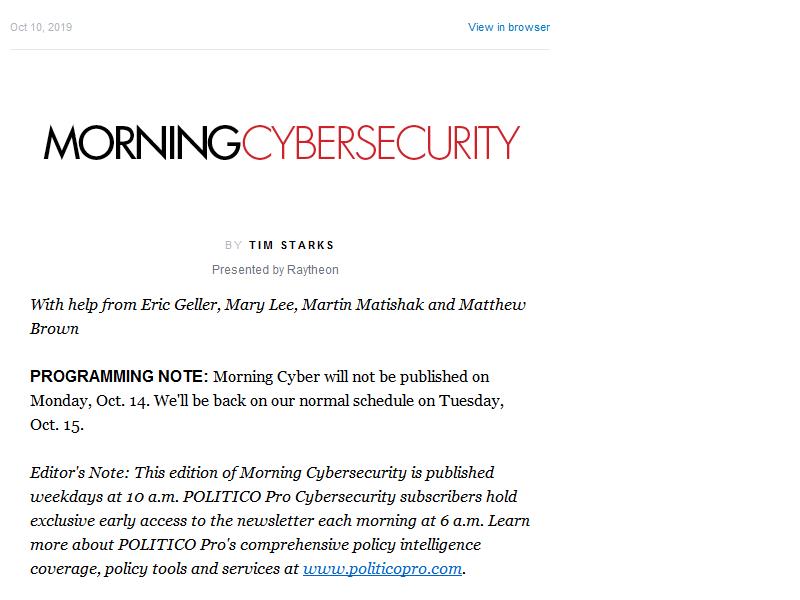 Oct 10, 2019
View in browser
MORNINGCYBERSECURITY
BY TIM STARKS
Presented by Raytheon
With help from Eric Geller, Mary Lee, Martin Matishak and Matthew
Brown
PROGRAMMING NOTE: Morning Cyber will not be published on
Monday, Oct. 14. We'll be back on our normal schedule on Tuesday,
Oct. 15.
Editor's Note: This edition of Morning Cybersecurity is published
weekdays at 10 a.m. POLITICO Pro Cybersecurity subscribers hold
exclusive early access to the newsletter each morning at 6 a.m. Learn
more about POLITICO Pro's comprehensive policy intelligence
coverage, policy tools and services at www.politicopro.com.